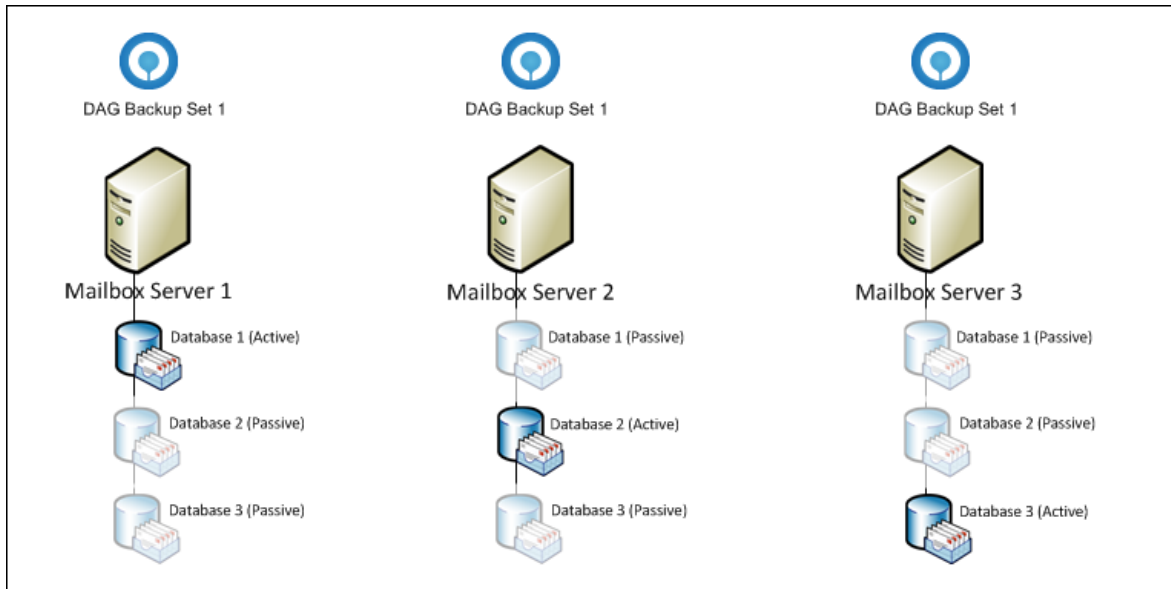 DAG Backup Set 1
DAG Backup Set 1
DAG Backup Set 1
Mailbox Server 1
Mailbox Server 2
Mailbox Server 3
Database 1 (Active)
Database 1 (Passive)
Database 1 (Passive)
Database 2 (Passive)
Database 2 (Active)
Database 2 (Passive)
Database 3 (Passive)
Database 3 (Passive)
Database 3 (Active)